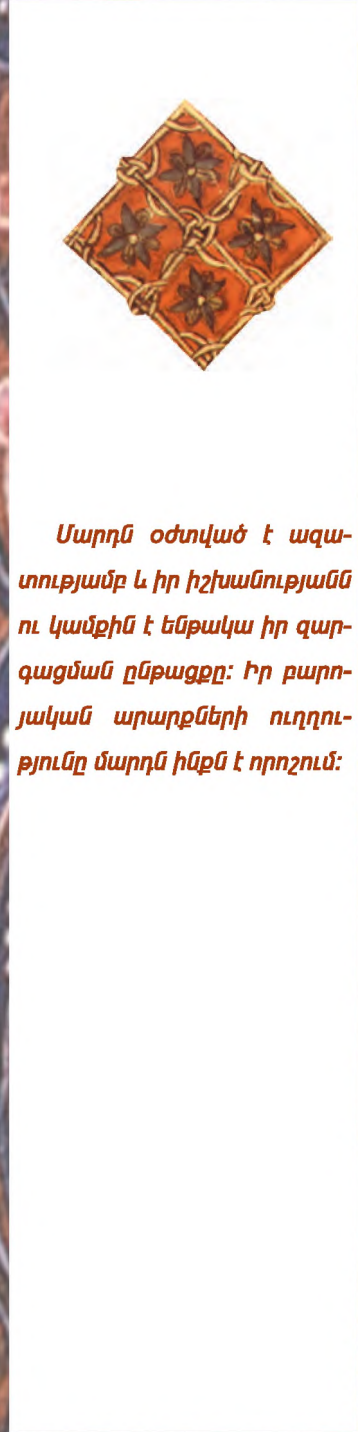 Մարդն օժտված է ազա-
տությամբ և իր իշխանությանն
ու կամքին է ենթակա իր զար-
գացման ընթացքը: Իր բարո-
յական արարքների ուղղու-
թյունը մարդն ինքն է որոշում: